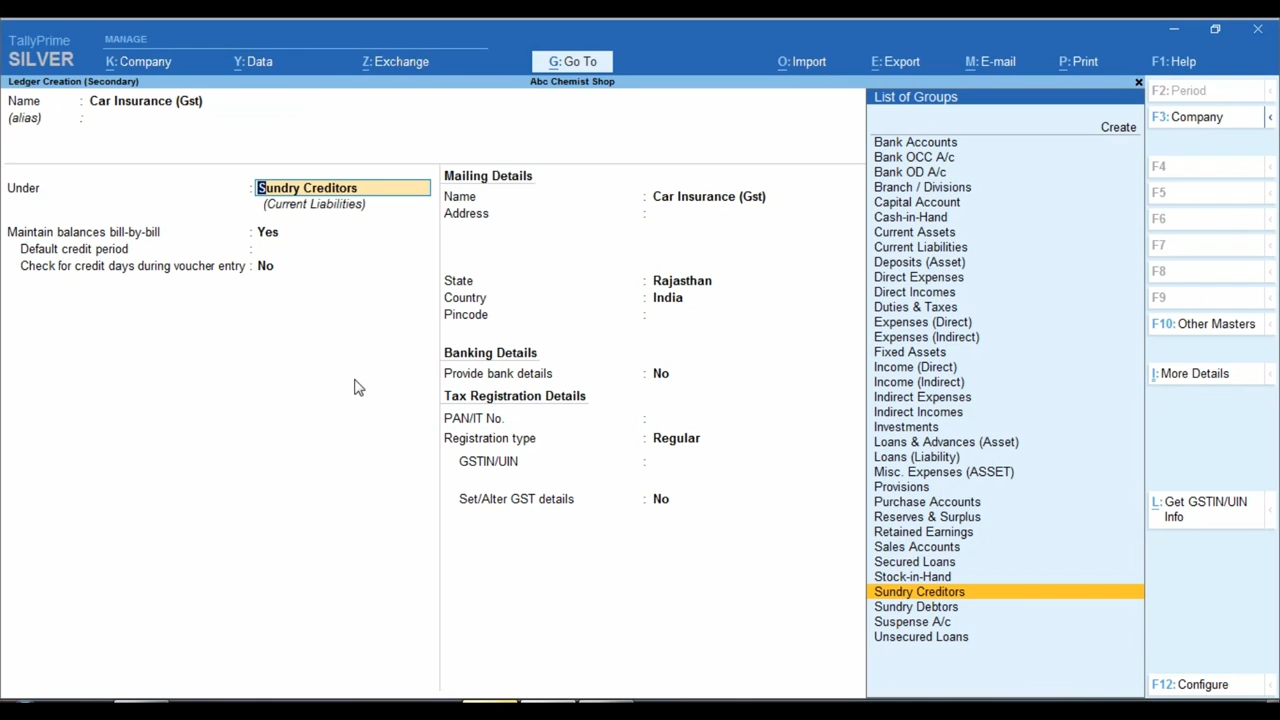 TallyPrime
SILVER
MANAGE
K: Company
Y: Data
Z: Exchange
G: Go To
O: Import
E: Export
M: E-mail
P: Print
F1: Help
Ledger Creation (Secondary)
Abc Chemist Shop
Name : Car Insurance (Gst)
(alias) :
Under : Sundry Creditors
(Current Liabilities)
Maintain balances bill-by-bill : Yes
Default credit period :
Check for credit days during voucher entry : No
Mailing Details
Name : Car Insurance (Gst)
Address :
State : Rajasthan
Country : India
Pincode :
Banking Details
Provide bank details : No
Tax Registration Details
PAN/IT No. :
Registration type : Regular
GSTIN/UIN :
Set/Alter GST details : No
List of Groups
Create
Bank Accounts
Bank OCC A/c
Bank OD A/c
Branch / Divisions
Capital Account
Cash-in-Hand
Current Assets
Current Liabilities
Deposits (Asset)
Direct Expenses
Direct Incomes
Duties & Taxes
Expenses (Direct)
Expenses (Indirect)
Fixed Assets
Income (Direct)
Income (Indirect)
Indirect Expenses
Indirect Incomes
Investments
Loans & Advances (Asset)
Loans (Liability)
Misc. Expenses (ASSET)
Provisions
Purchase Accounts
Reserves & Surplus
Retained Earnings
Sales Accounts
Secured Loans
Stock-in-Hand
Sundry Creditors
Sundry Debtors
Suspense A/c
Unsecured Loans
F2: Period
F3: Company
F4
F5
F6
F7
F8
F9
F10: Other Masters
I: More Details
L: Get GSTIN/UIN
Info
F12: Configure